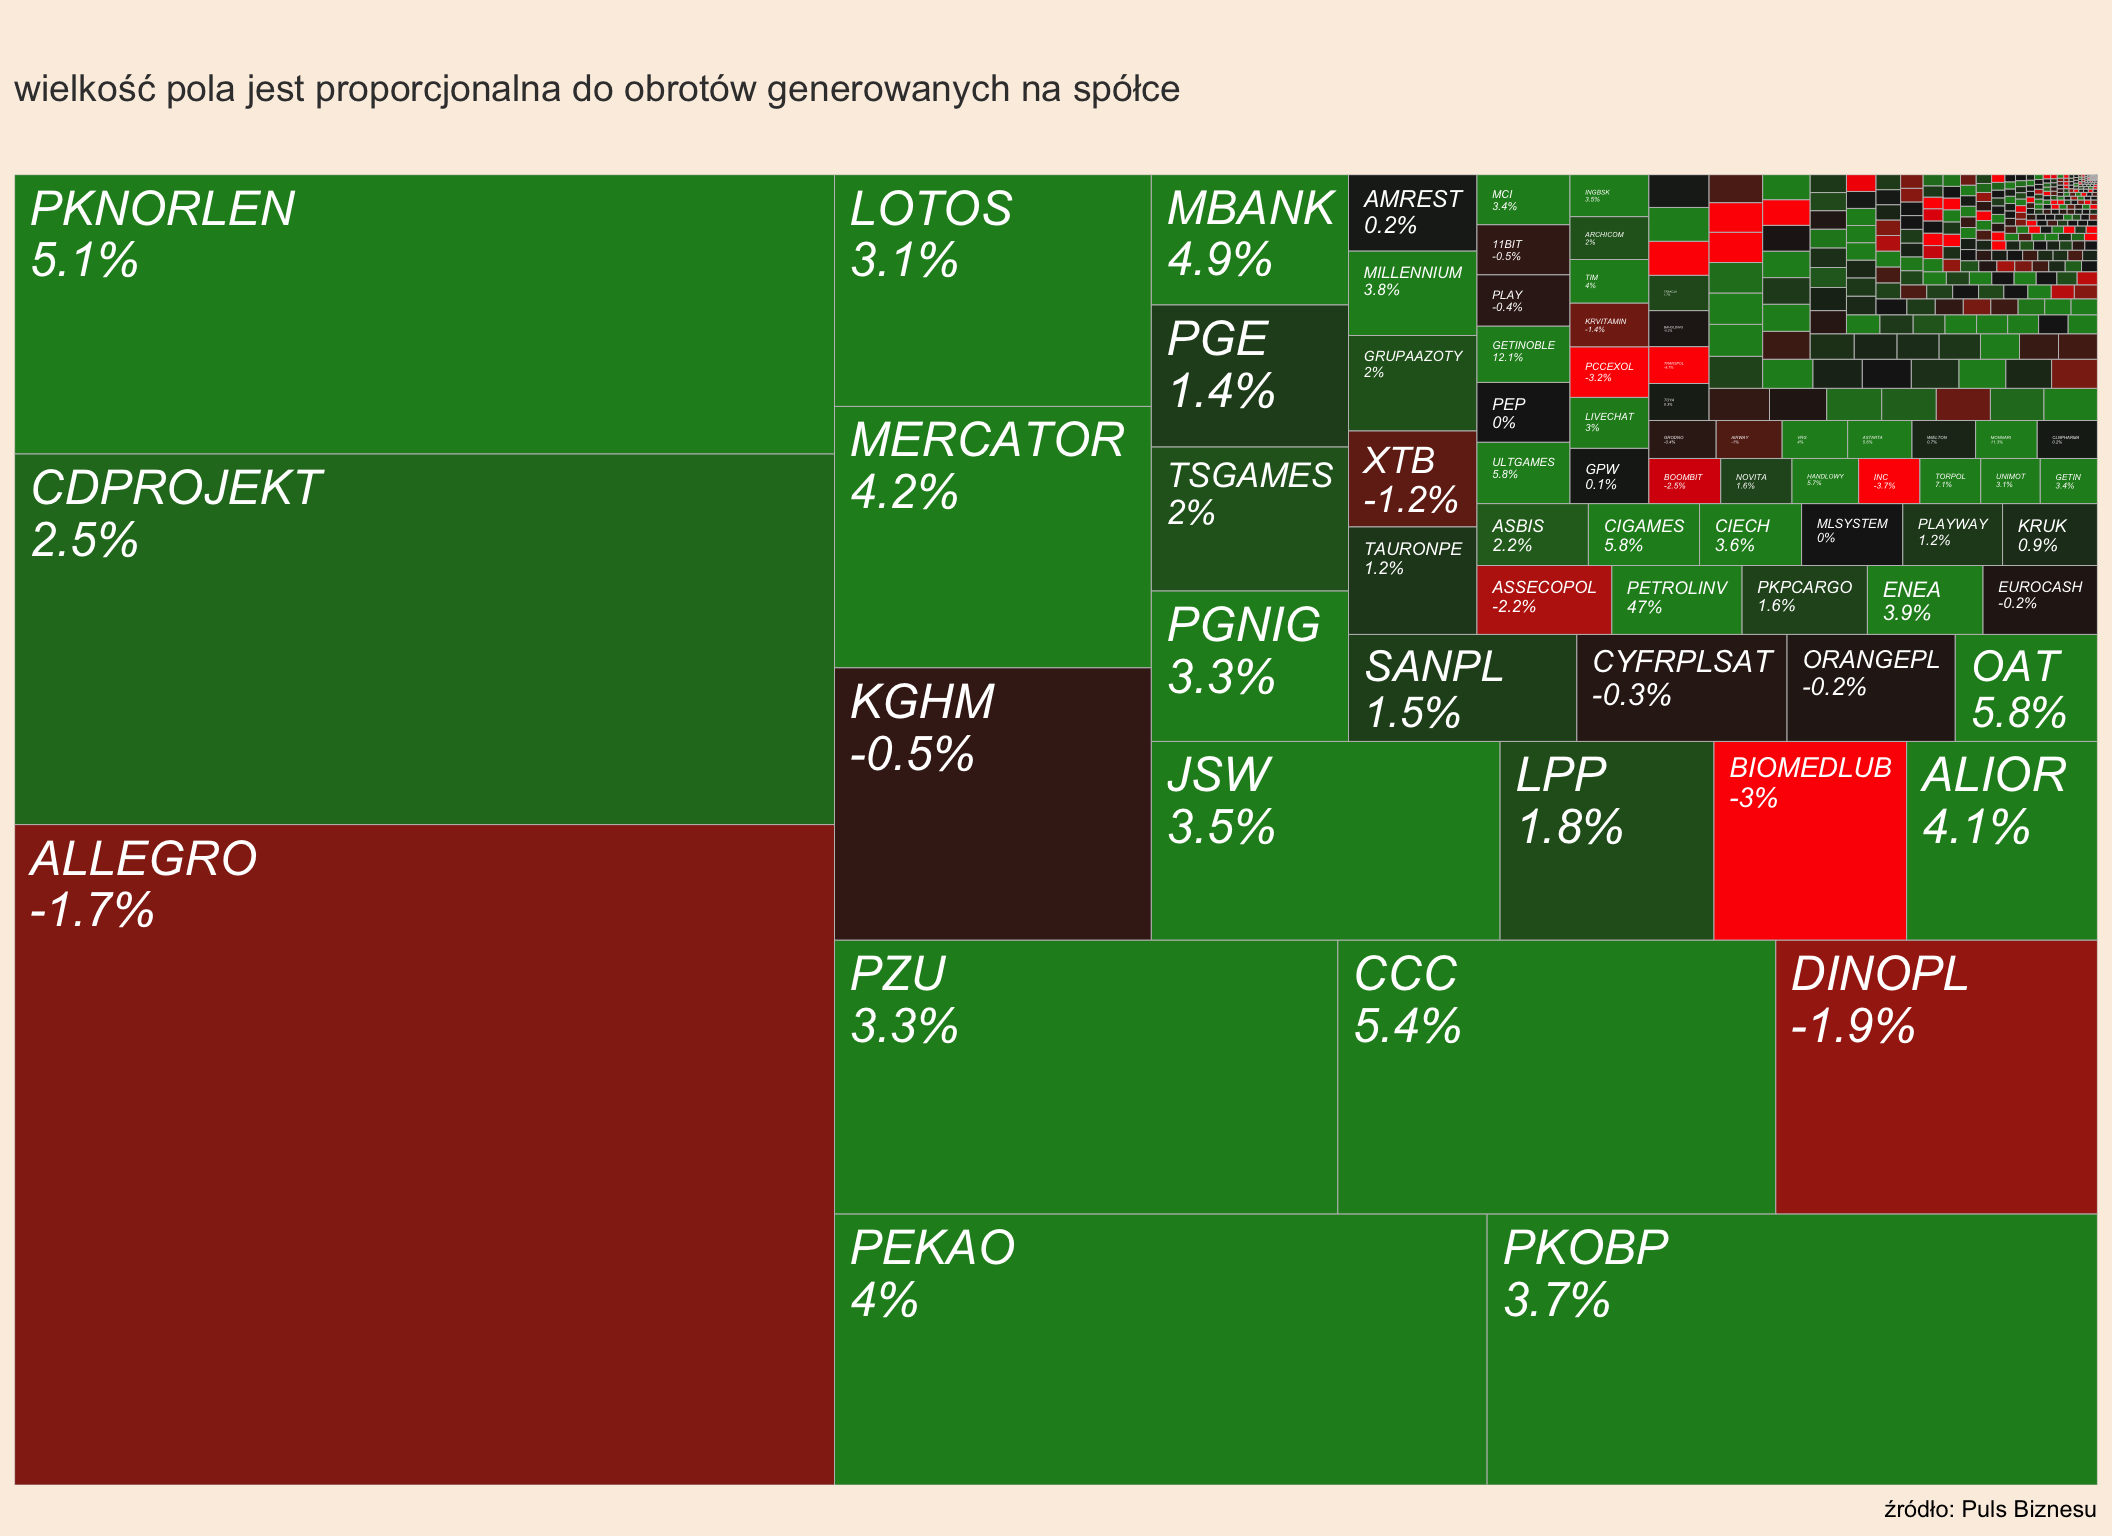 wielkość pola jest proporcjonalna do obrotów generowanych na spółce
PKNORLEN
5.1%
CDPROJEKT
2.5%
ALLEGRO
-1.7%
LOTOS
3.1%
MERCATOR
4.2%
KGHM
-0.5%
PZU
3.3%
CCC
5.4%
DINOPL
-1.9%
PEKAO
4%
PKOBP
3.7%
MBANK
4.9%
PGE
1.4%
TSGAMES
2%
PGNIG
3.3%
JSW
3.5%
LPP
1.8%
BIOMEDLUB
-3%
ALIOR
4.1%
AMREST
0.2%
MILLENNIUM
3.8%
GRUPAAZOTY
2%
XTB
-1.2%
TAURONPE
1.2%
SANPL
1.5%
CYFRPLSAT
-0.3%
ORANGEPL
-0.2%
OAT
5.8%
MCI
3.4%
11BIT
-0.5%
PLAY
-0.4%
GETINOBLE
12.1%
PEP
0%
ULTGAMES
5.8%
INGBSK
3.5%
ARCHICOM
2%
TIM
4%
KRVITAMIN
-1.4%
PCCEXOL
-3.2%
LIVECHAT
3%
GPW
0.1%
ASBIS
2.2%
CIGAMES
5.8%
CIECH
3.6%
MLSYSTEM
0%
PLAYWAY
1.2%
KRUK
0.9%
ASSECOPOL
-2.2%
PETROLINV
47%
PKPCARGO
1.6%
ENEA
3.9%
EUROCASH
-0.2%
BOOMBIT
-2.5%
NOVITA
1.6%
HANDLOWY
5.7%
INC
-3.7%
TORPOL
7.1%
UNIMOT
3.1%
GETIN
3.4%
źródło: Puls Biznesu